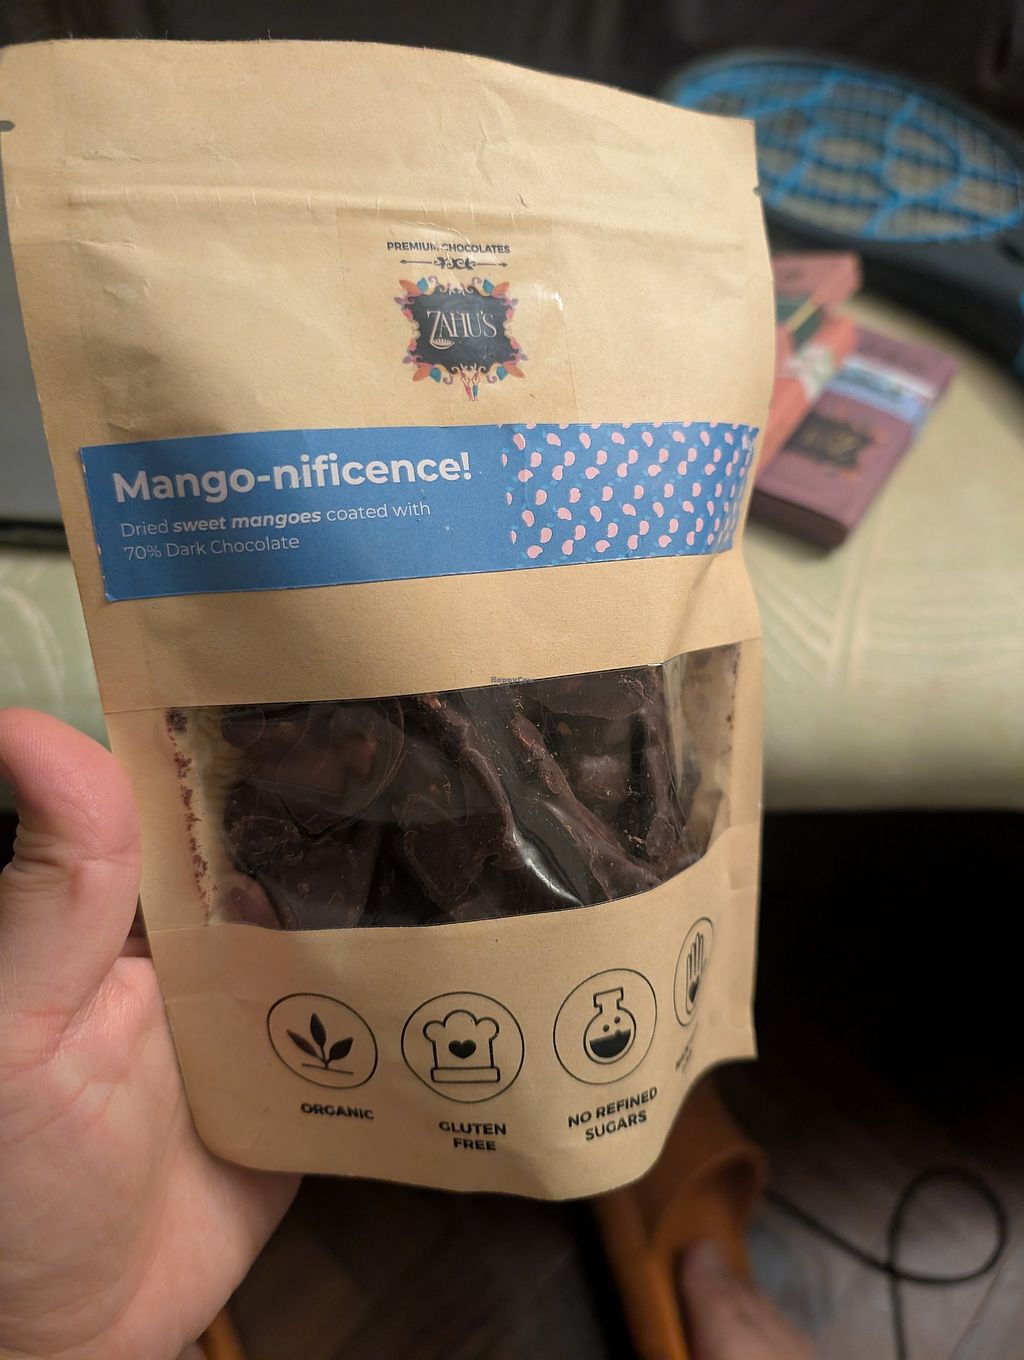 PREMIUM CHOCOLATES
ZAHU'S
Mango-nificence!
Dried sweet mangoes coated with
70% Dark Chocolate
HappyCow
ORGANIC
GLUTEN
FREE
NO REFINED
SUGARS